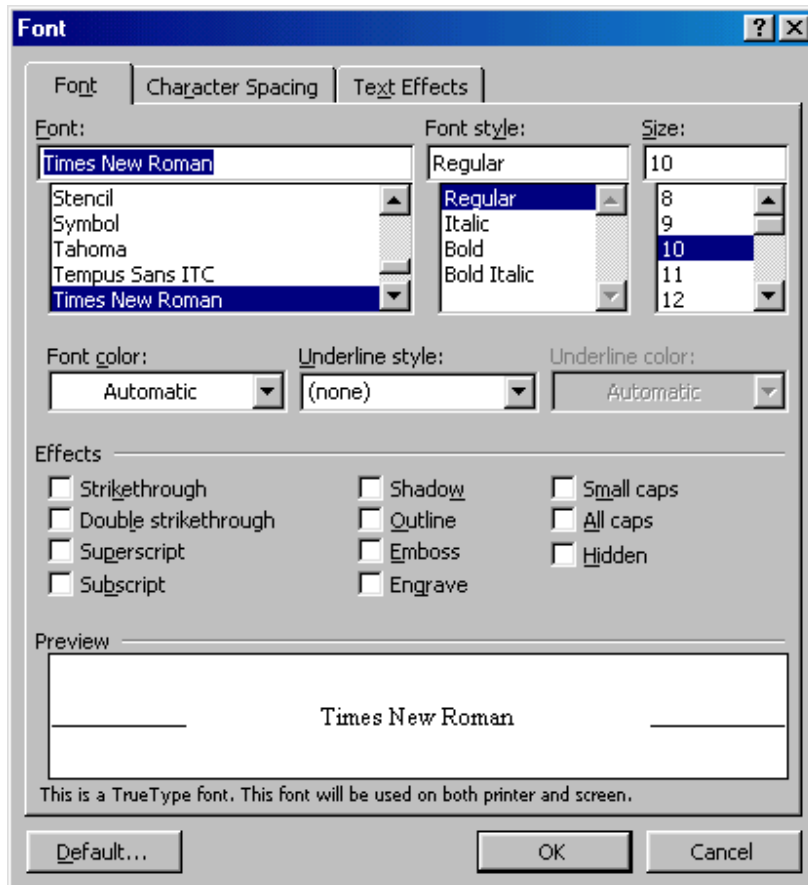 Font
Font Character Spacing Text Effects
Font: Font style: Size:
Times New Roman Regular 10
Stencil Regular 8
Symbol Italic 9
Tahoma Bold 10
Tempus Sans ITC Bold Italic 11
Times New Roman 12
Font color: Underline style: Underline color:
Automatic (none) Automatic
Effects
Strikethrough Shadow Small caps
Double strikethrough Outline All caps
Superscript Emboss Hidden
Subscript Engrave
Preview
Times New Roman
This is a TrueType font. This font will be used on both printer and screen.
Default... OK Cancel